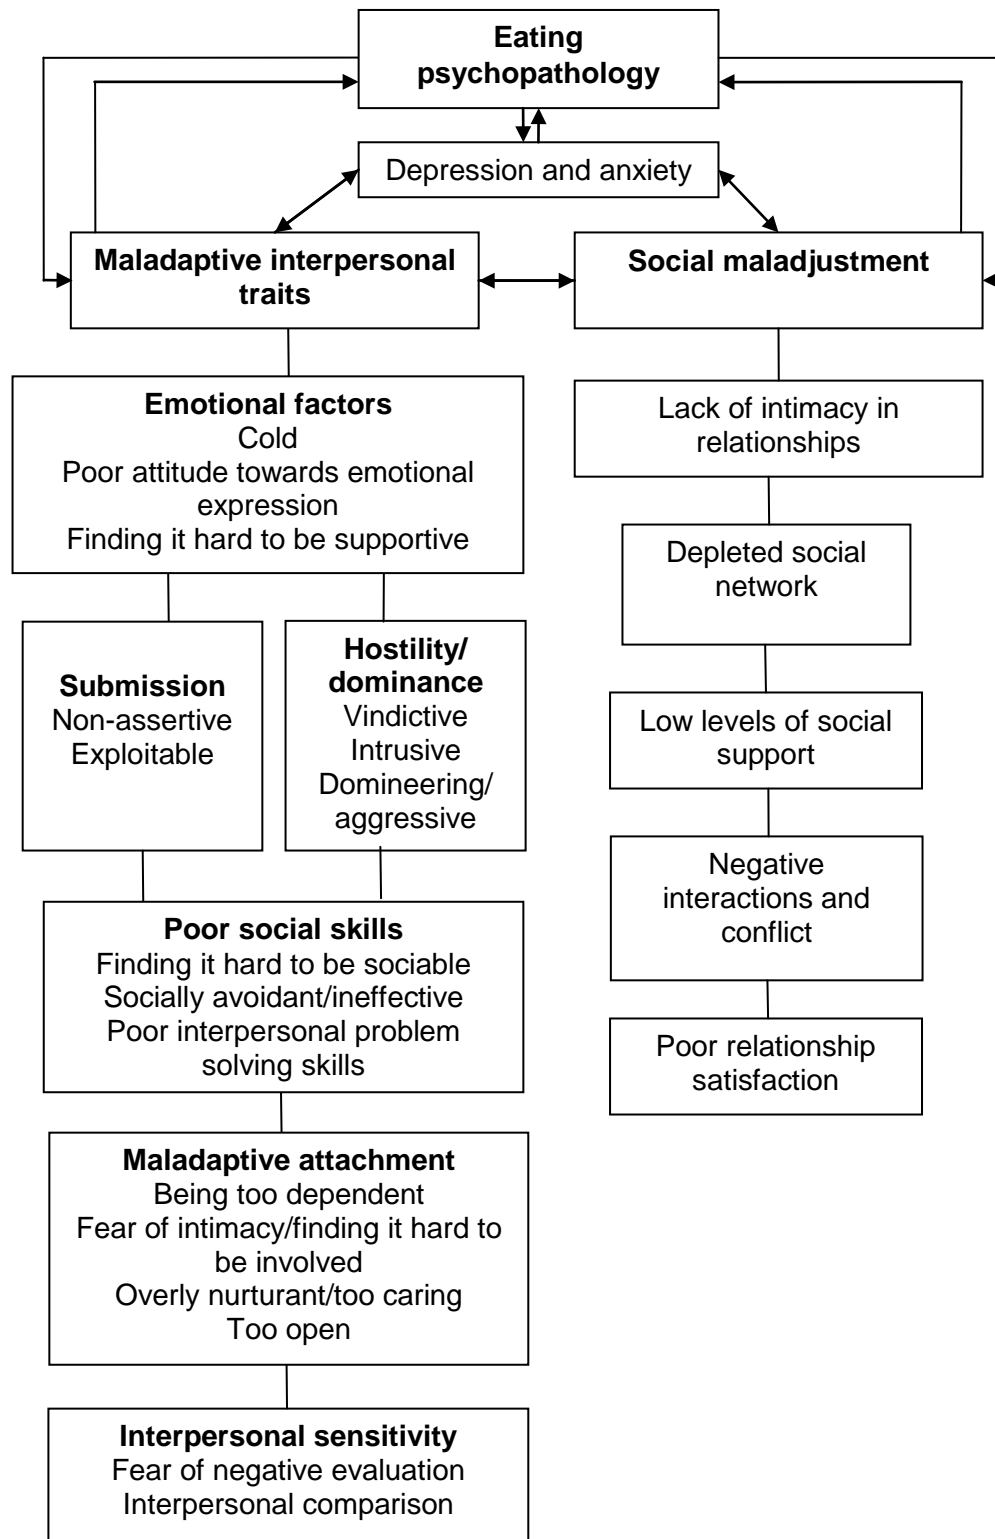 Eating
psychopathology
Depression and anxiety
Maladaptive interpersonal
traits
Social maladjustment
Emotional factors
Cold
Poor attitude towards emotional
expression
Finding it hard to be supportive
Submission
Non-assertive
Exploitable
Hostility/
dominance
Vindictive
Intrusive
Domineering/
aggressive
Poor social skills
Finding it hard to be sociable
Socially avoidant/ineffective
Poor interpersonal problem
solving skills
Maladaptive attachment
Being too dependent
Fear of intimacy/finding it hard to
be involved
Overly nurturant/too caring
Too open
Interpersonal sensitivity
Fear of negative evaluation
Interpersonal comparison
Lack of intimacy in
relationships
Depleted social
network
Low levels of social
support
Negative
interactions and
conflict
Poor relationship
satisfaction